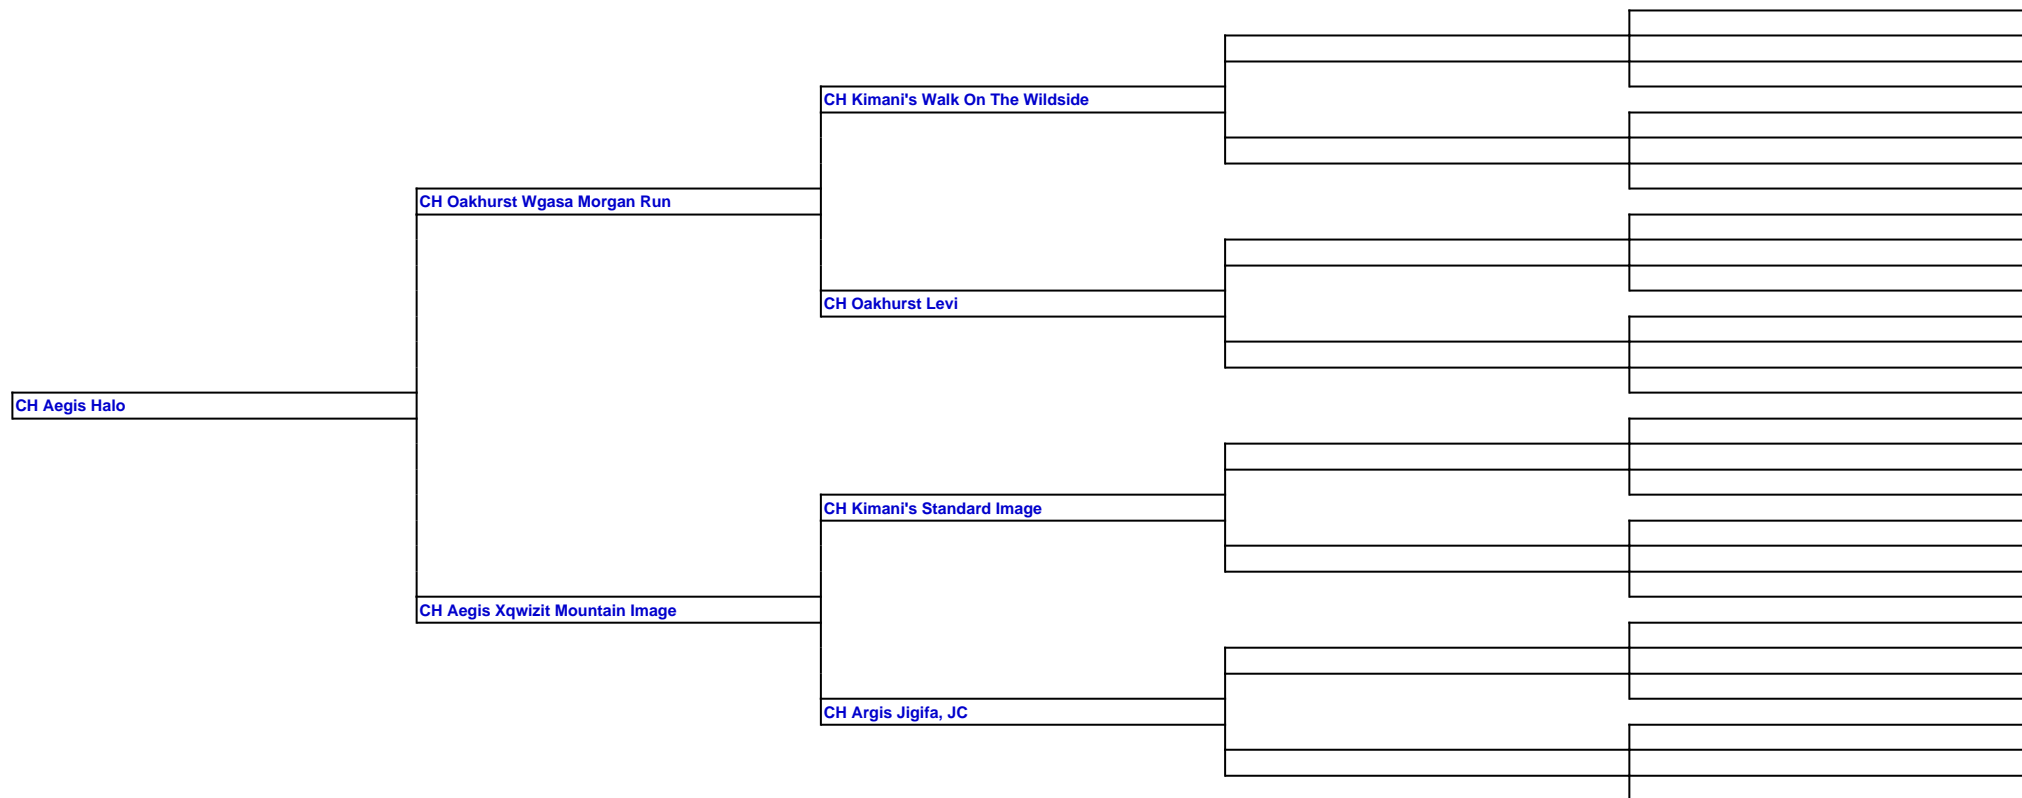 CH Kimani's Walk On The Wildside
CH Oakhurst Wgasa Morgan Run
CH Oakhurst Levi
CH Aegis Halo
CH Kimani's Standard Image
CH Aegis Xqwizit Mountain Image
CH Argis Jigifa, JC